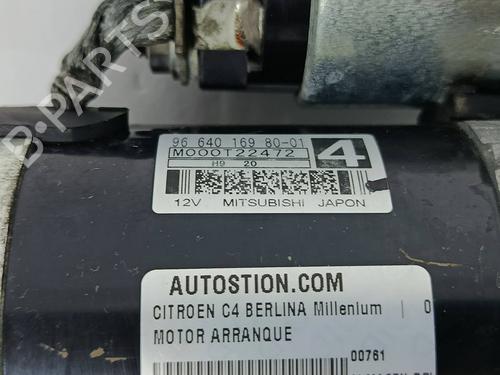 B-PARTS
96 640 169 80-01
M000T22472
4
H9 20
12V MITSUBISHI JAPON
AUTOSTION.COM
CITROEN C4 BERLINA Millenium | 0
MOTOR ARRANQUE
00761